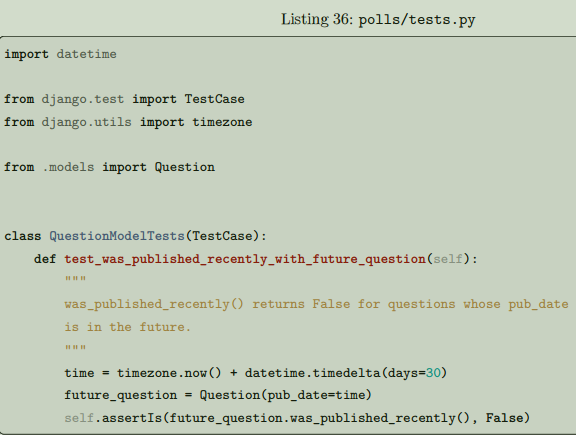 Listing 36: polls/tests.py
import datetime
from django.test import TestCase
from django.utils import timezone
from .models import Question
class QuestionModelTests(TestCase):
    def test_was_published_recently_with_future_question(self):
        """
        was_published_recently() returns False for questions whose pub_date
        is in the future.
        """
        time = timezone.now() + datetime.timedelta(days=30)
        future_question = Question(pub_date=time)
        self.assertIs(future_question.was_published_recently(), False)